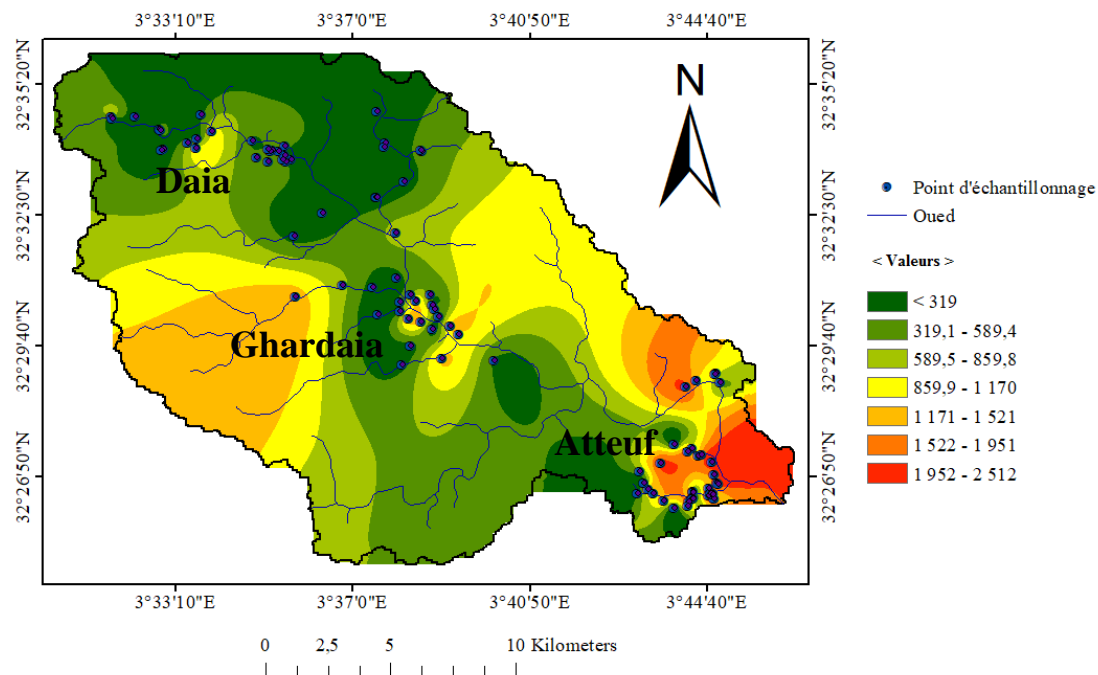 3°33'10"E 3°37'0"E 3°40'50"E 3°44'40"E
32°35'20"N 32°35'20"N
N
Daia
Point d'échantillonnage
32°32'30"N 32°32'30"N
Oued
< Valeurs >
< 319
319,1 - 589,4
32°29'40"N Ghardaia 32°29'40"N
589,5 - 859,8
859,9 - 1 170
1 171 - 1 521
Atteuf
1 522 - 1 951
32°26'50"N 32°26'50"N
1 952 - 2 512
3°33'10"E 3°37'0"E 3°40'50"E 3°44'40"E
0 2,5 5 10 Kilometers